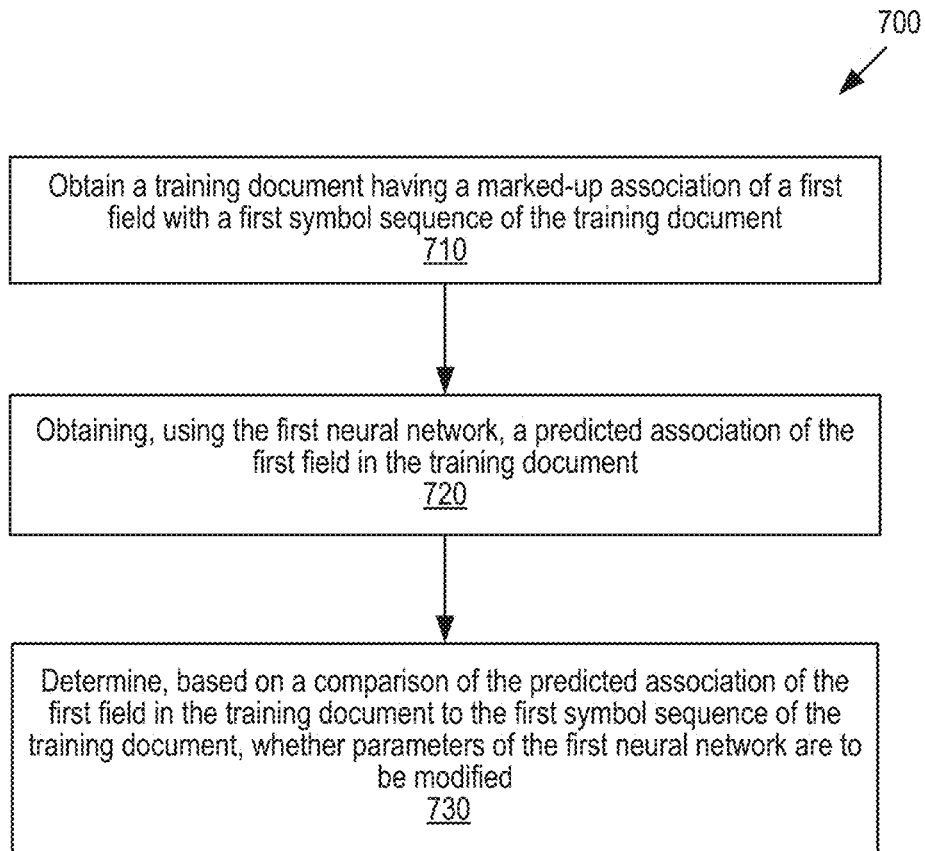 700
Obtain a training document having a marked-up association of a first
field with a first symbol sequence of the training document
710
Obtaining, using the first neural network, a predicted association of the
first field in the training document
720
Determine, based on a comparison of the predicted association of the
first field in the training document to the first symbol sequence of the
training document, whether parameters of the first neural network are to
be modified
730